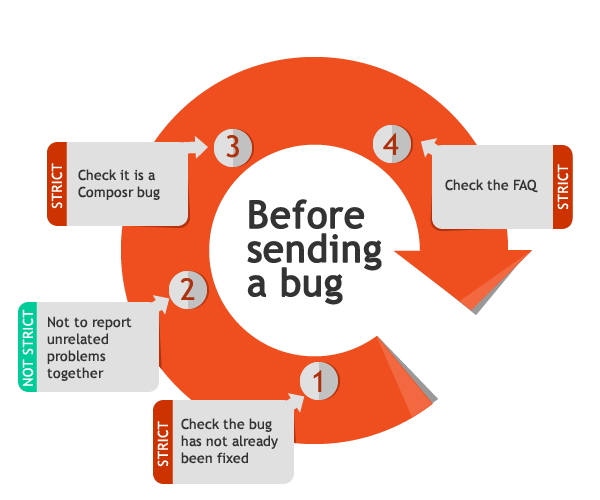 Before
sending
a bug
1
STRICT
Check the bug
has not already
been fixed
2
NOT STRICT
Not to report
unrelated
problems
together
3
STRICT
Check it is a
Composr bug
4
Check the FAQ
STRICT